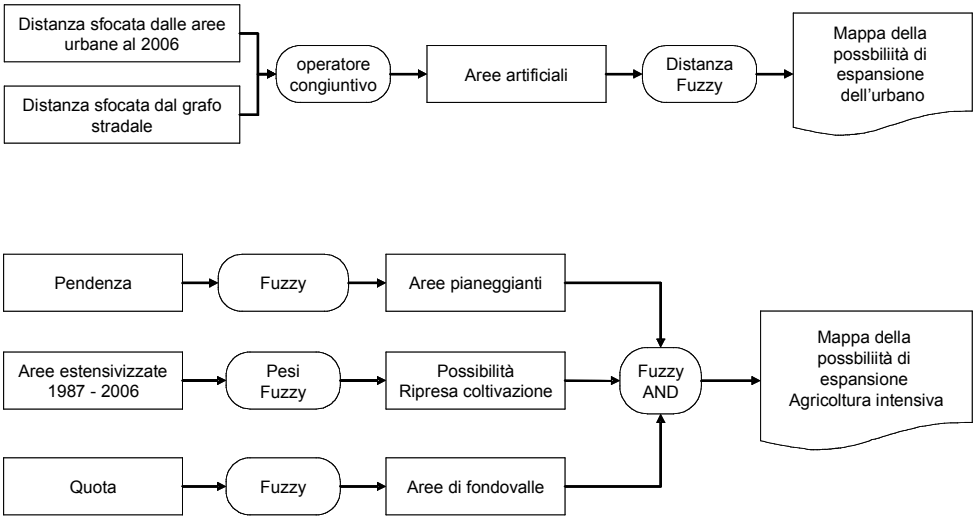 Distanza sfocata dalle aree
urbane al 2006
Distanza sfocata dal grafo
stradale
operatore
congiuntivo
Aree artificiali
Distanza
Fuzzy
Mappa della
possbiliità di
espansione
dell'urbano
Pendenza
Fuzzy
Aree pianeggianti
Aree estensivizzate
1987 - 2006
Pesi
Fuzzy
Possibilità
Ripresa coltivazione
Quota
Fuzzy
Aree di fondovalle
Fuzzy
AND
Mappa della
possbiliità di
espansione
Agricoltura intensiva